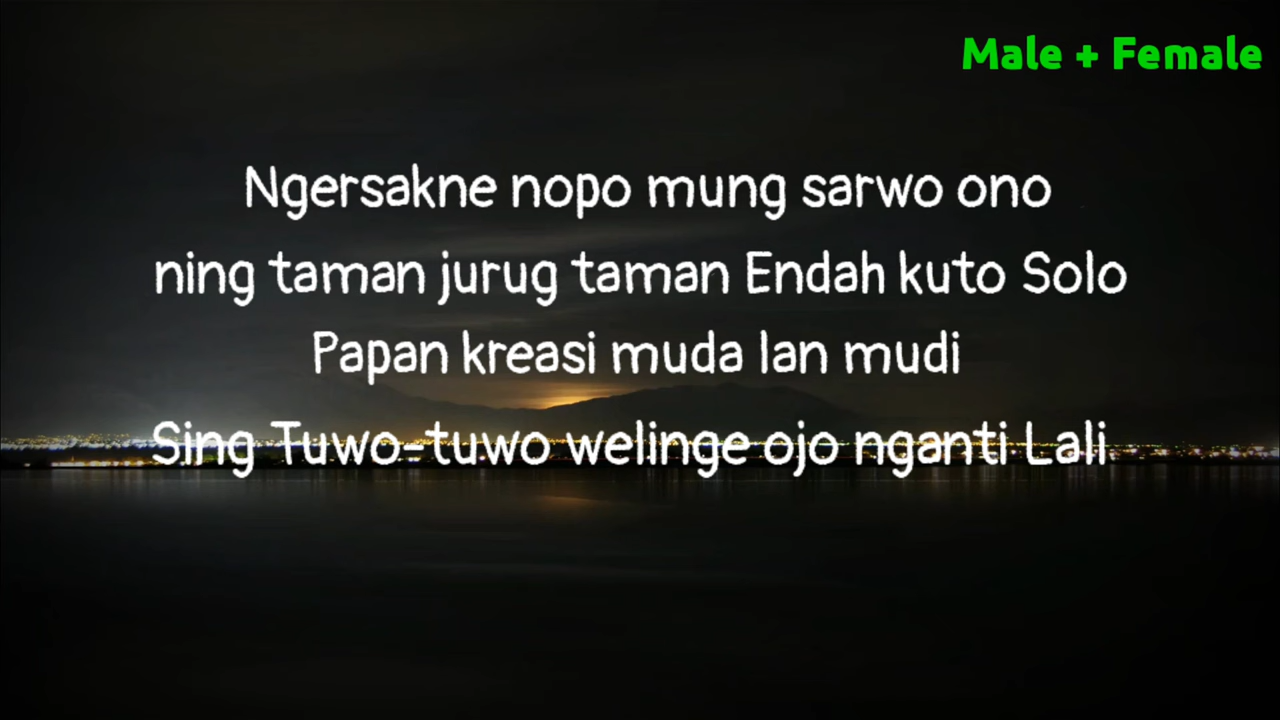 Male + Female
Ngersakne nopo mung sarwo ono
ning taman jurug taman Endah kuto Solo
Papan kreasi muda lan mudi
Sing Tuwo-tuwo welinge ojo nganti Lali